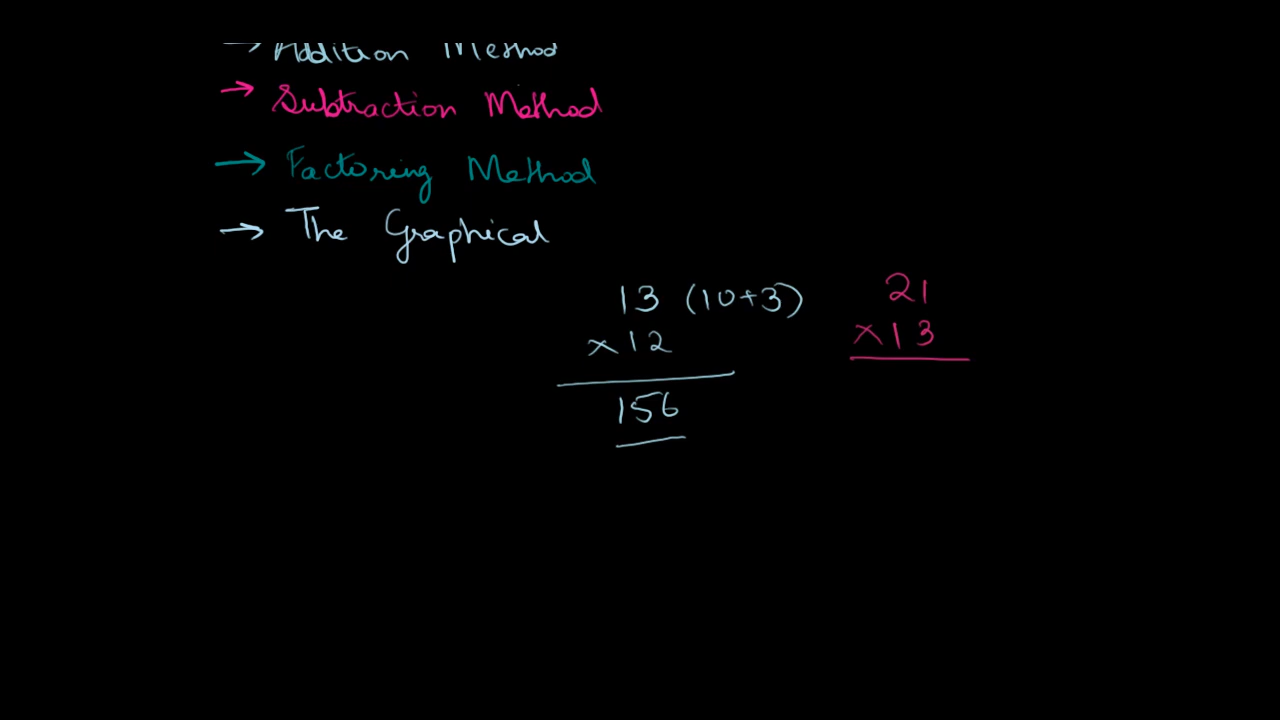 → Addition Method
→ Subtraction Method
→ Factoring Method
→ The Graphical
13 (10+3)
×12
156
21
×13